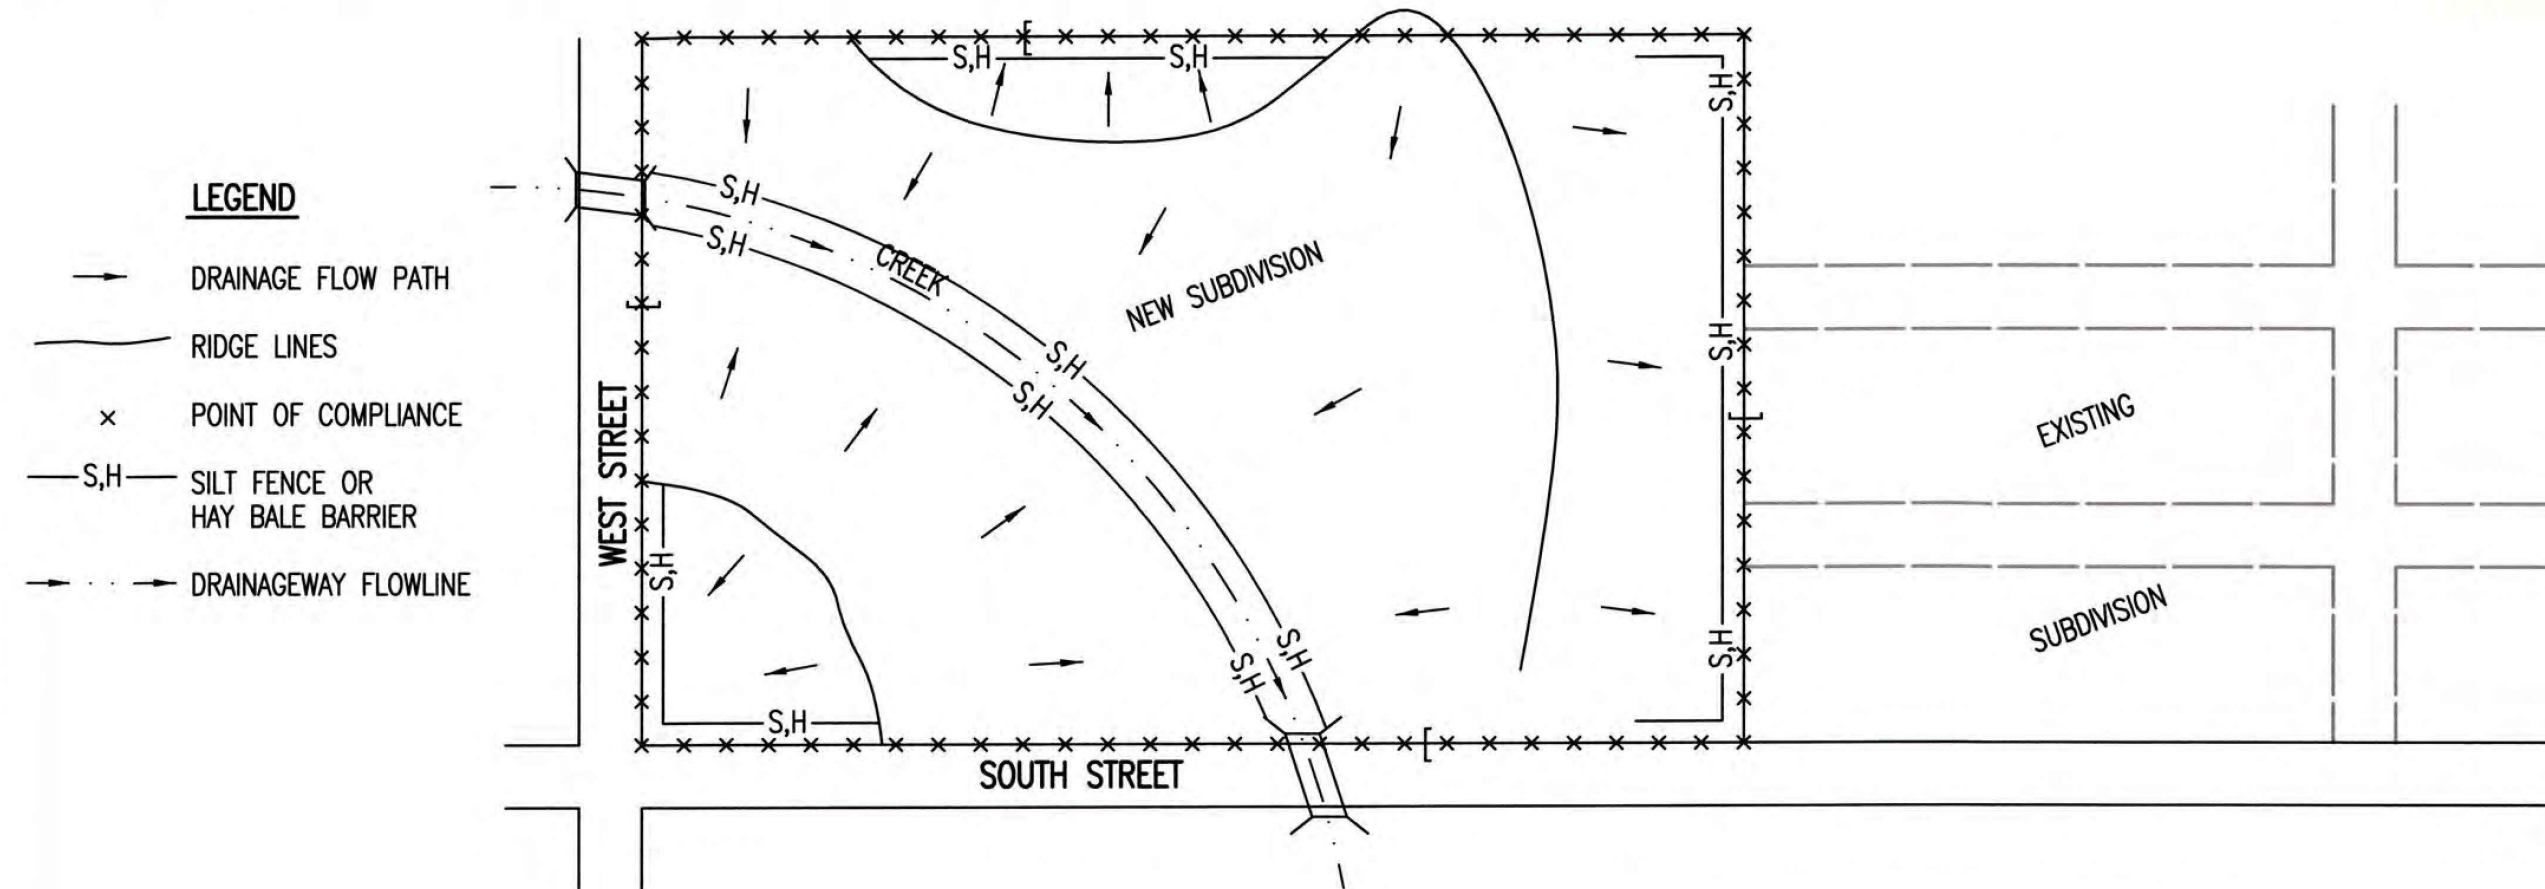 LEGEND
DRAINAGE FLOW PATH
RIDGE LINES
× POINT OF COMPLIANCE
S,H SILT FENCE OR
HAY BALE BARRIER
DRAINAGEWAY FLOWLINE
S,H
S,H
S,H
S,H
S,H
CREEK
NEW SUBDIVISION
S,H
S,H
S,H
WEST STREET
EXISTING
S,H
SUBDIVISION
S,H
S,H
S,H
S,H
SOUTH STREET